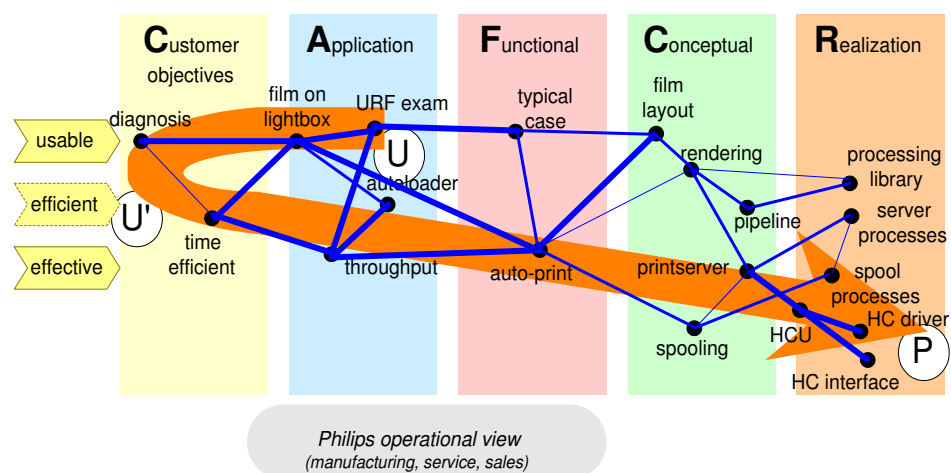 Customer
objectives
Application
Functional
Conceptual
Realization
usable
efficient
effective
diagnosis
film on
lightbox
URF exam
typical
case
film
layout
rendering
processing
library
U
autoloader
pipeline
server
processes
U'
time
efficient
throughput
auto-print
printserver
spool
processes
spooling
HCU
HC driver
P
HC interface
Philips operational view
(manufacturing, service, sales)